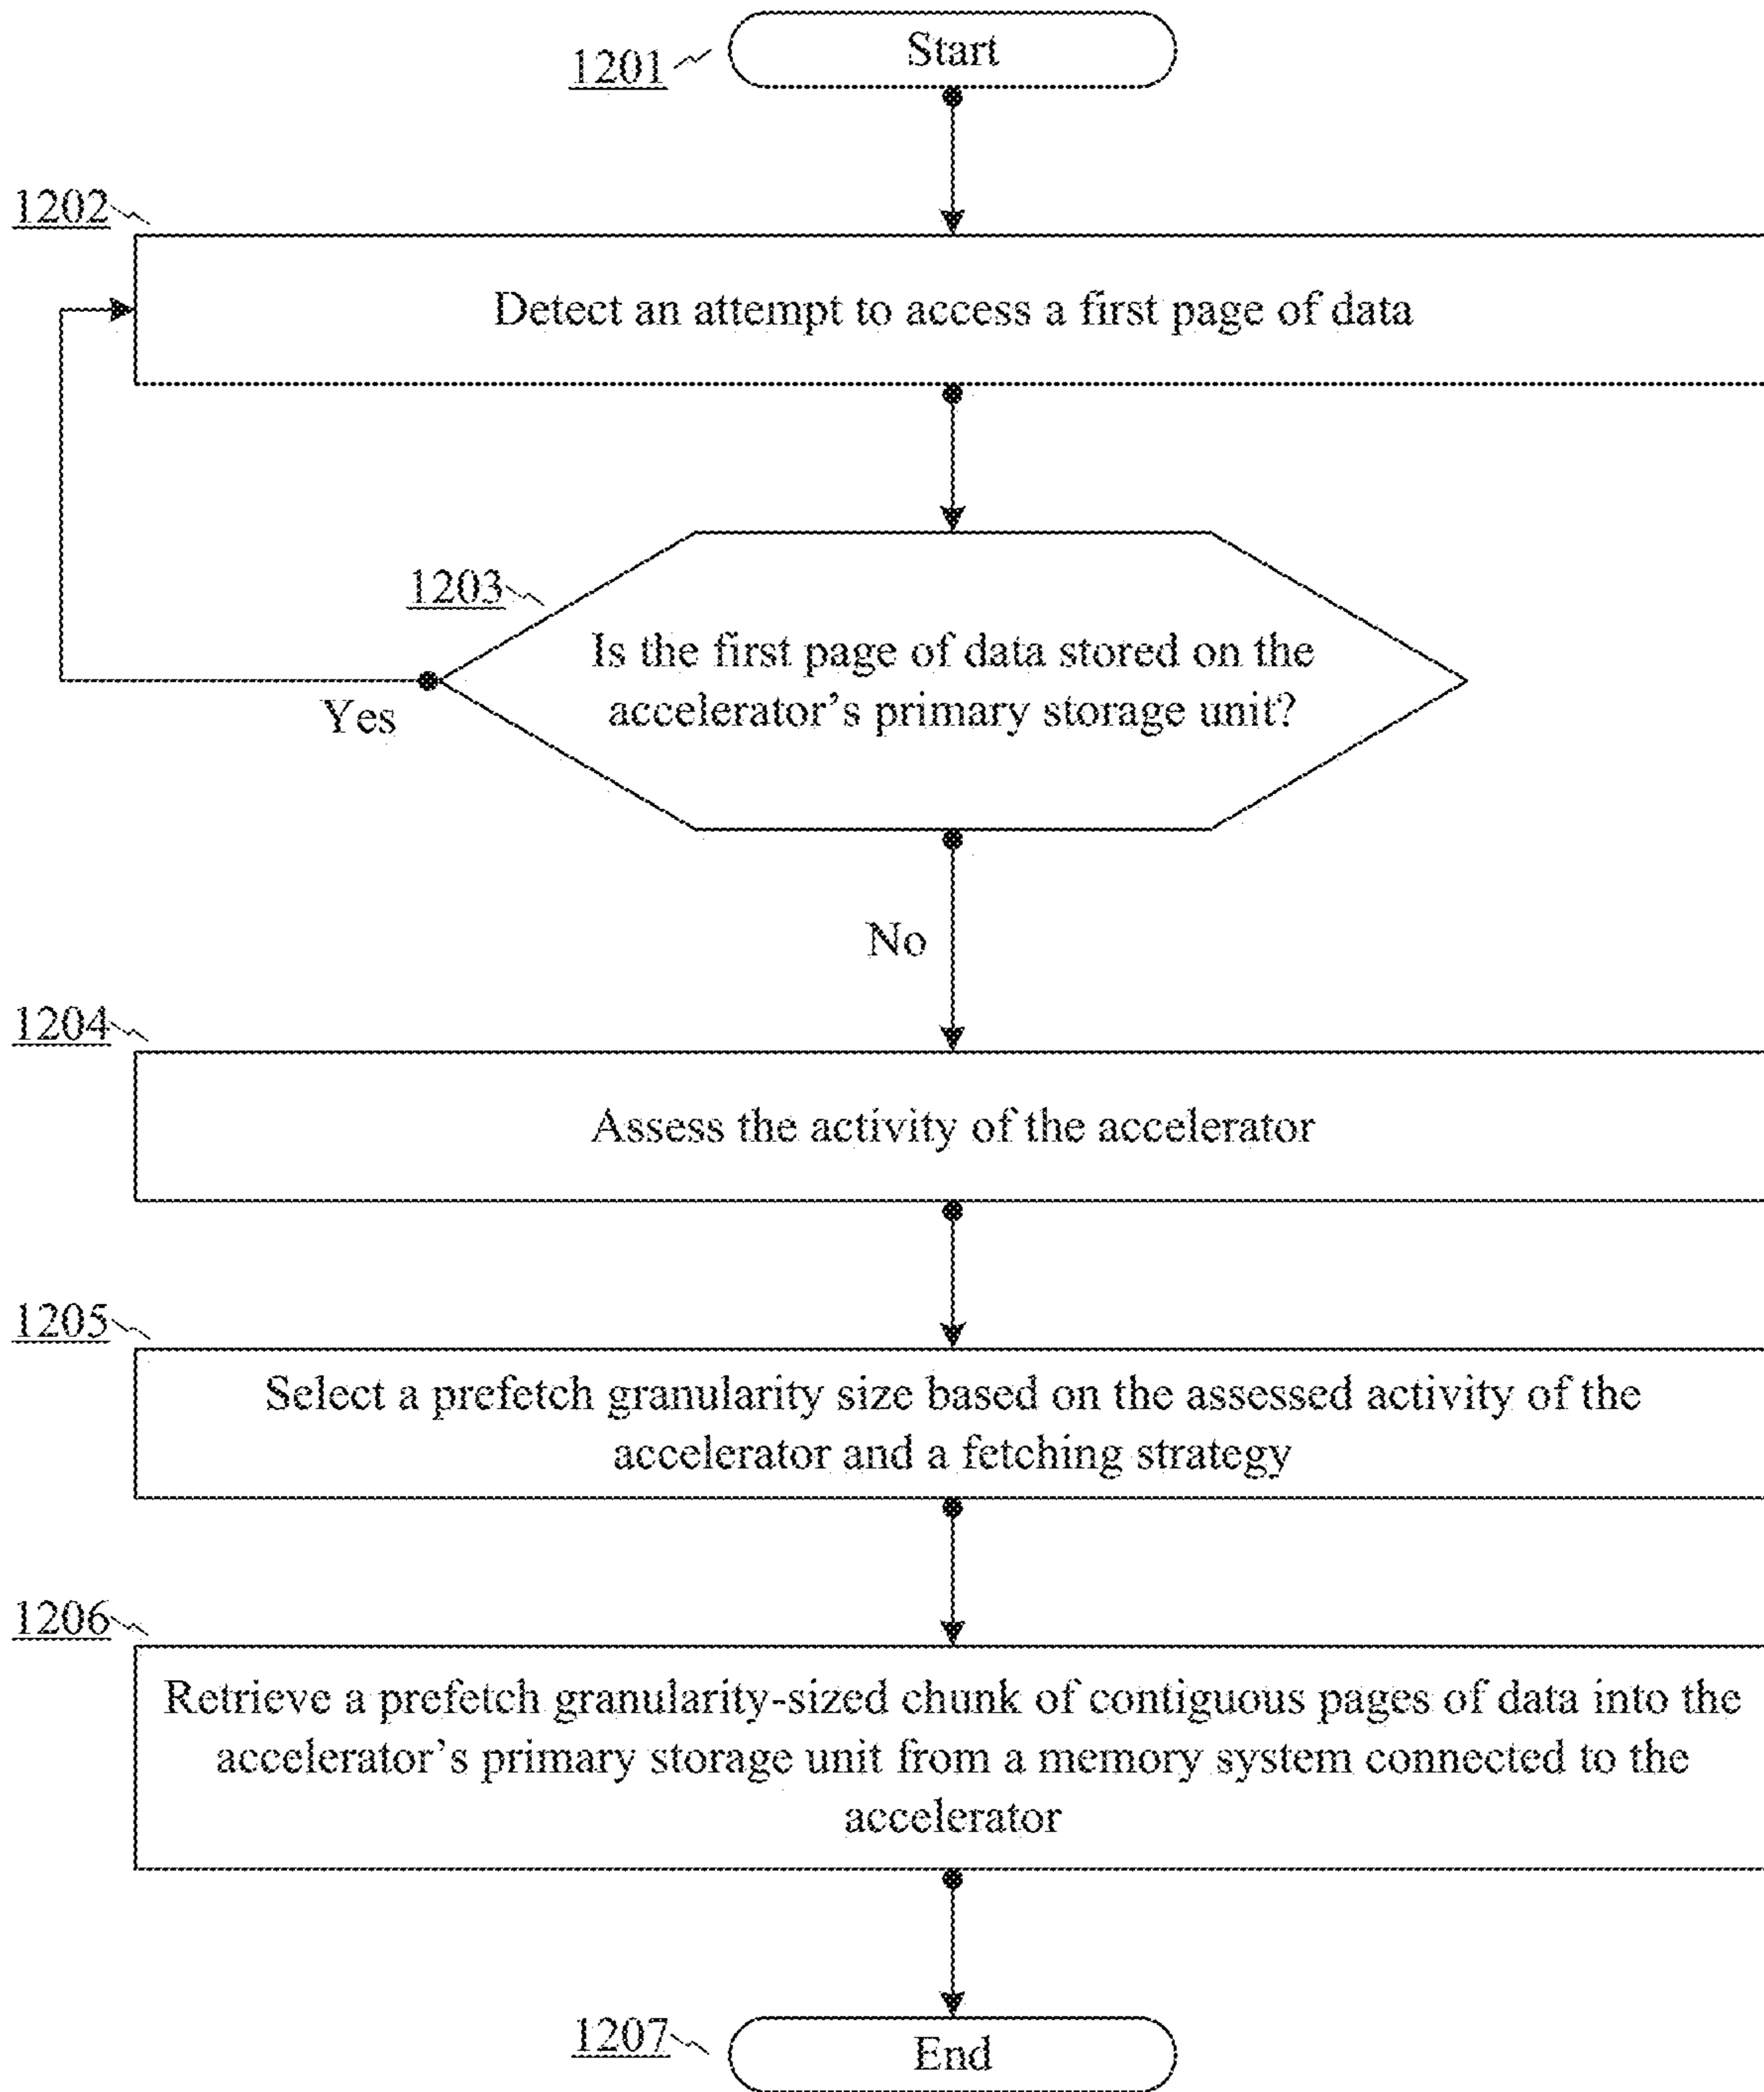 1201
Start
1202
Detect an attempt to access a first page of data
1203
Is the first page of data stored on the
accelerator's primary storage unit?
Yes
No
1204
Assess the activity of the accelerator
1205
Select a prefetch granularity size based on the assessed activity of the
accelerator and a fetching strategy
1206
Retrieve a prefetch granularity-sized chunk of contiguous pages of data into the
accelerator's primary storage unit from a memory system connected to the
accelerator
1207
End